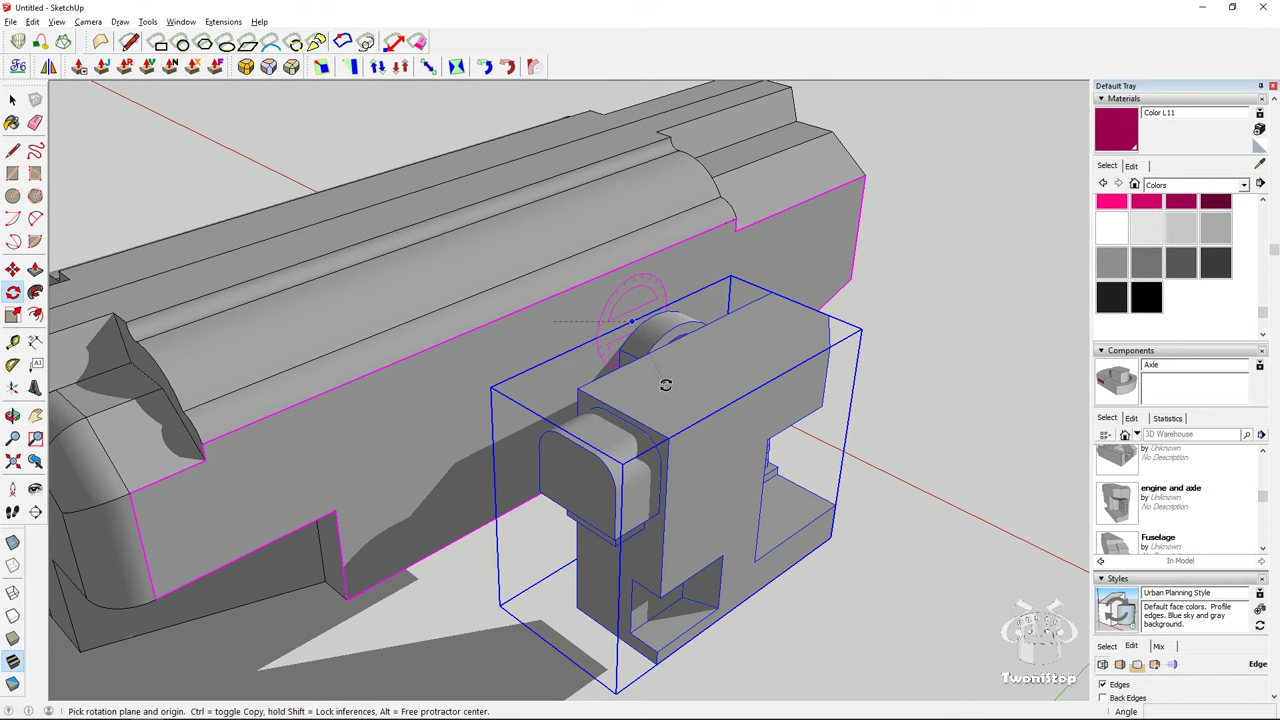 Untitled - SketchUp
File Edit View Camera Draw Tools Window Extensions Help
Default Tray
Materials
Color L11
Select Edit
Colors
Components
Axle
Select Edit Statistics
3D Warehouse
by Unknown
No Description
engine and axle
by Unknown
No Description
Fuselage
by Unknown
In Model
Styles
Urban Planning Style
Default face colors. Profile
edges. Blue sky and gray
background.
Select Edit Mix
Edge
Edges
Back Edges
TwoniStop
Pick rotation plane and origin. Ctrl = toggle Copy, hold Shift = Lock inferences, Alt = Free protractor center.
Angle